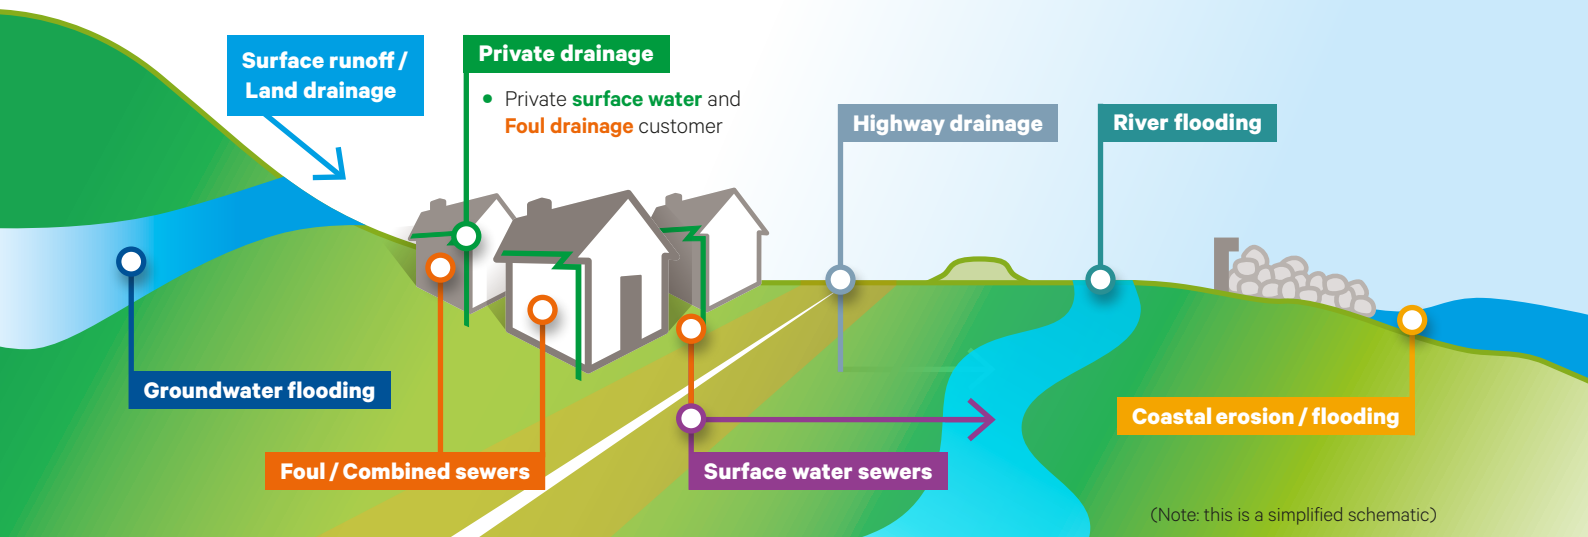 Surface runoff /
Land drainage
Private drainage
• Private surface water and
Foul drainage customer
Highway drainage
River flooding
Groundwater flooding
Coastal erosion / flooding
Foul / Combined sewers
Surface water sewers
(Note: this is a simplified schematic)